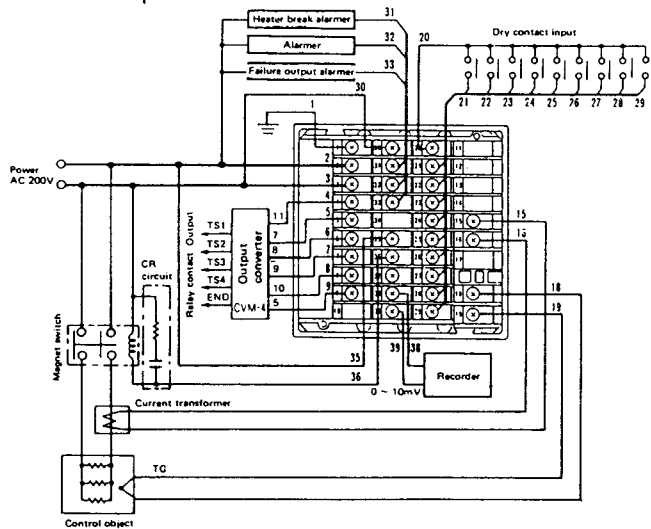 Heater break alarmer
31
Alarmer
32
Failure output alarmer
33
30
20
Dry contact input
21 22 23 24 25 26 27 28 29
1
Power
AC 200V
2
3
4
5
6
7
8
9
Relay contact Output
TS1
TS2
TS3
TS4
END
Output converter
CVM-4
11
7
8
9
10
5
15
16
18
19
CR circuit
Magnet switch
35
36
39 38
Recorder
0 ~ 10mV
Current transformer
TC
Control object